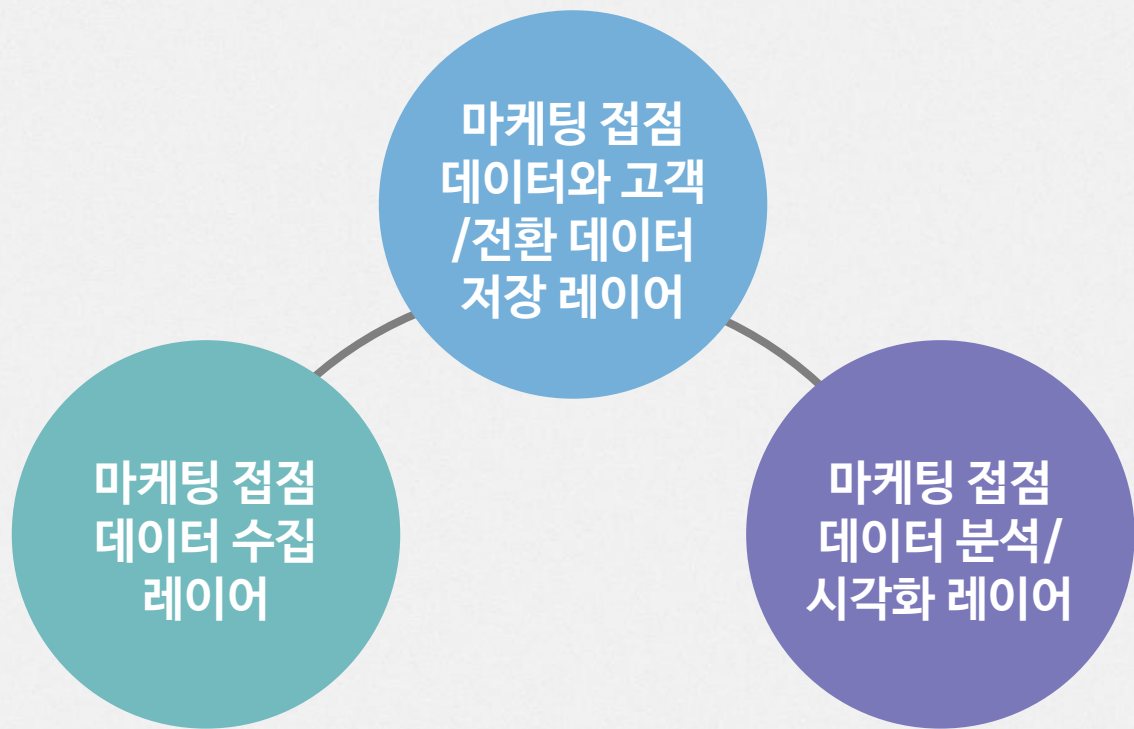 마케팅 접점
데이터와 고객
/전환 데이터
저장 레이어
마케팅 접점
데이터 수집
레이어
마케팅 접점
데이터 분석/
시각화 레이어